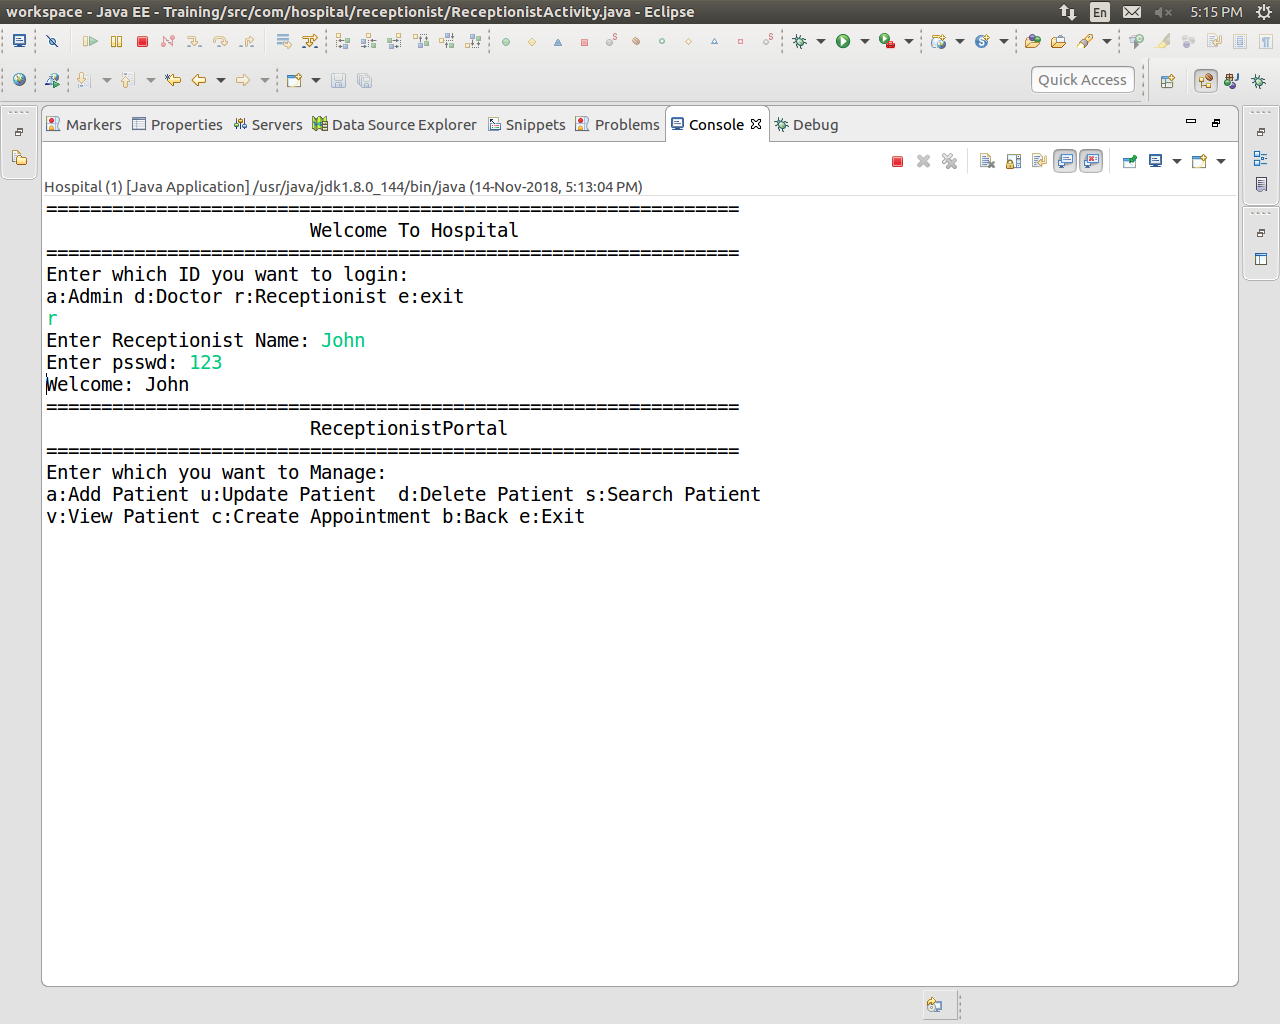 workspace - Java EE - Training/src/com/hospital/receptionist/ReceptionistActivity.java - Eclipse
En
5:15 PM
Quick Access
Markers Properties Servers Data Source Explorer Snippets Problems Console Debug
Hospital (1) [Java Application] /usr/java/jdk1.8.0_144/bin/java (14-Nov-2018, 5:13:04 PM)
===============================================================
Welcome To Hospital
===============================================================
Enter which ID you want to login:
a:Admin d:Doctor r:Receptionist e:exit
r
Enter Receptionist Name: John
Enter psswd: 123
Welcome: John
===============================================================
ReceptionistPortal
===============================================================
Enter which you want to Manage:
a:Add Patient u:Update Patient  d:Delete Patient s:Search Patient
v:View Patient c:Create Appointment b:Back e:Exit